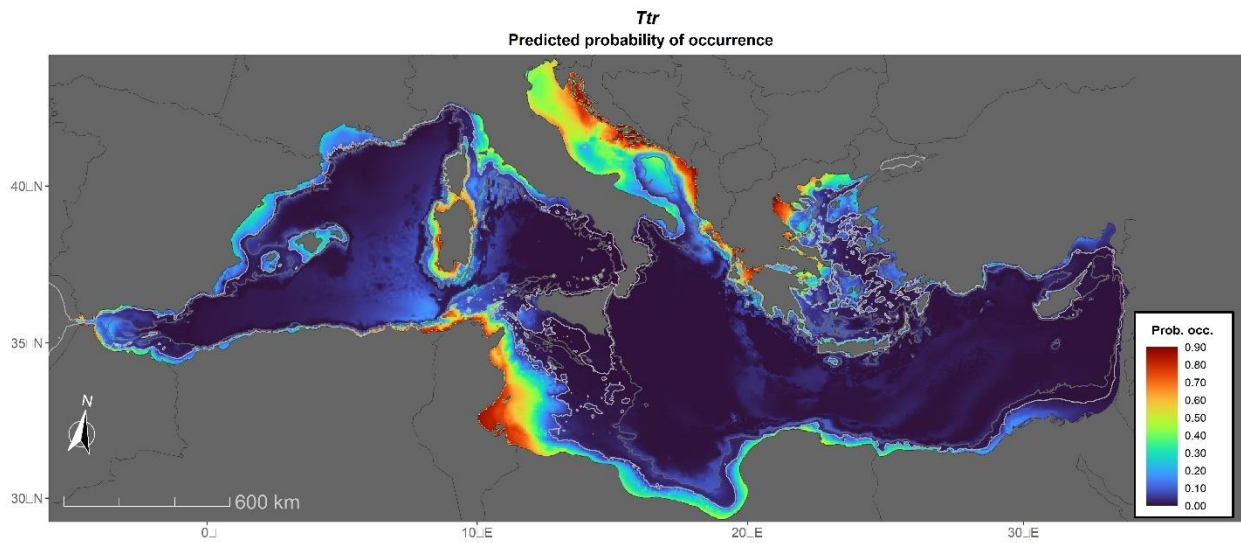 Ttr
Predicted probability of occurrence
40□N
35□N
30□N
N
600 km
0□
10□E
20□E
30□E
Prob. occ.
0.90
0.80
0.70
0.60
0.50
0.40
0.30
0.20
0.10
0.00